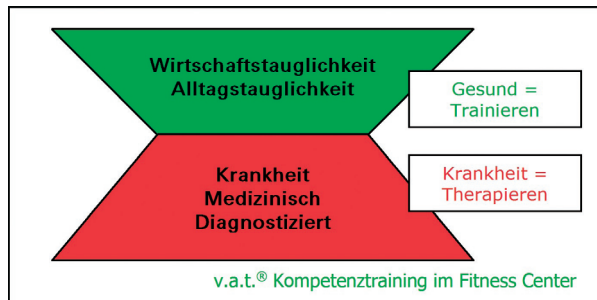 Wirtschaftstauglichkeit
Alltagstauglichkeit
Gesund =
Trainieren
Krankheit
Medizinisch
Diagnostiziert
Krankheit =
Therapieren
v.a.t.® Kompetenztraining im Fitness Center